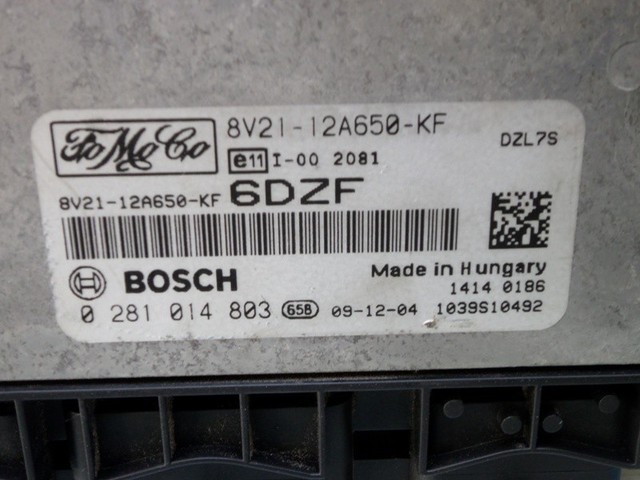 FoMoCo
8V21-12A650-KF
DZL7S
e11 I-00 2081
8V21-12A650-KF 6DZF
BOSCH
Made in Hungary
1414 0186
0 281 014 803 65B 09-12-04 1039S10492